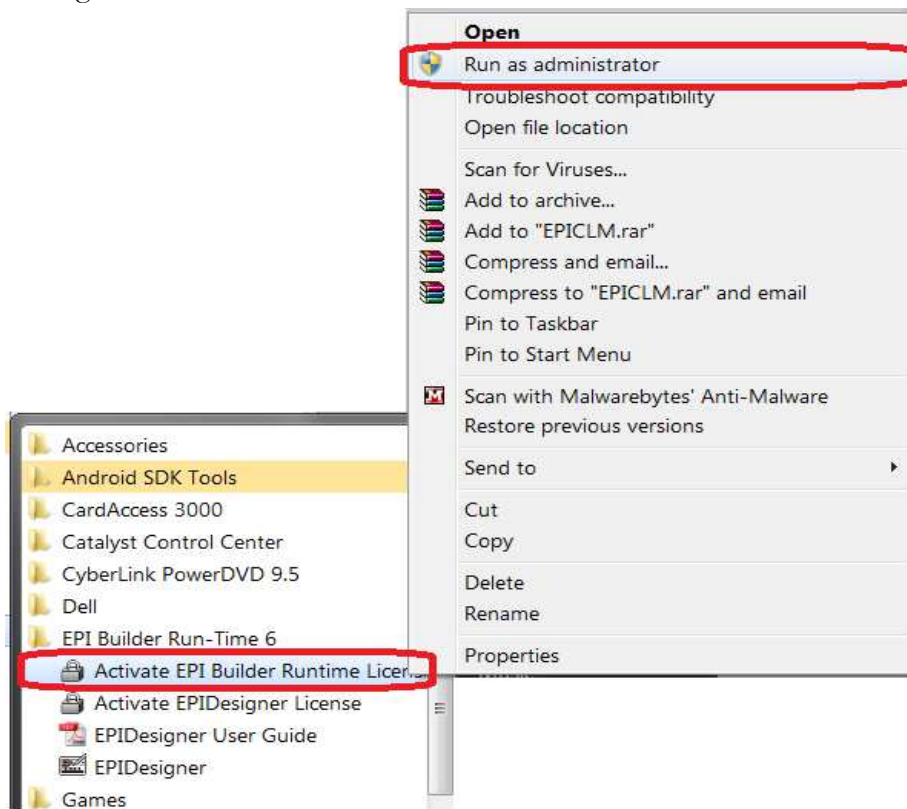 Open
Run as administrator
Troubleshoot compatibility
Open file location
Scan for Viruses...
Add to archive...
Add to "EPICLM.rar"
Compress and email...
Compress to "EPICLM.rar" and email
Pin to Taskbar
Pin to Start Menu
Scan with Malwarebytes' Anti-Malware
Restore previous versions
Send to
Cut
Copy
Delete
Rename
Properties
Accessories
Android SDK Tools
CardAccess 3000
Catalyst Control Center
CyberLink PowerDVD 9.5
Dell
EPI Builder Run-Time 6
Activate EPI Builder Runtime Licens
Activate EPIDesigner License
EPIDesigner User Guide
EPIDesigner
Games